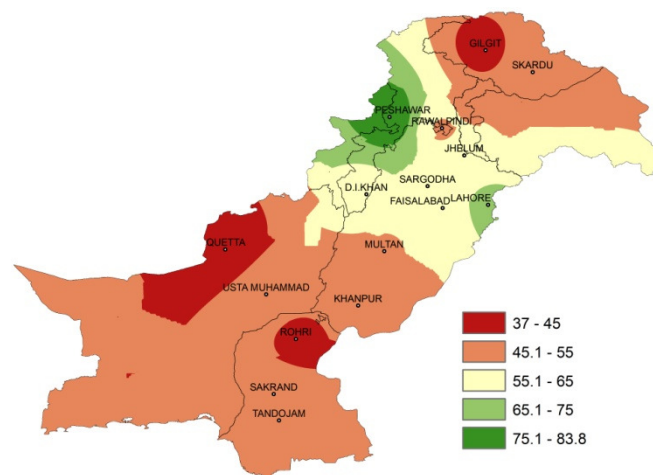 GILGIT
SKARDU
PESHAWAR
RAWALPINDI
JHELUM
SARGODHA
D.I.KHAN
FAISALABAD
LAHORE
QUETTA
MULTAN
USTA MUHAMMAD
KHANPUR
ROHRI
SAKRAND
TANDOJAM
37 - 45
45.1 - 55
55.1 - 65
65.1 - 75
75.1 - 83.8